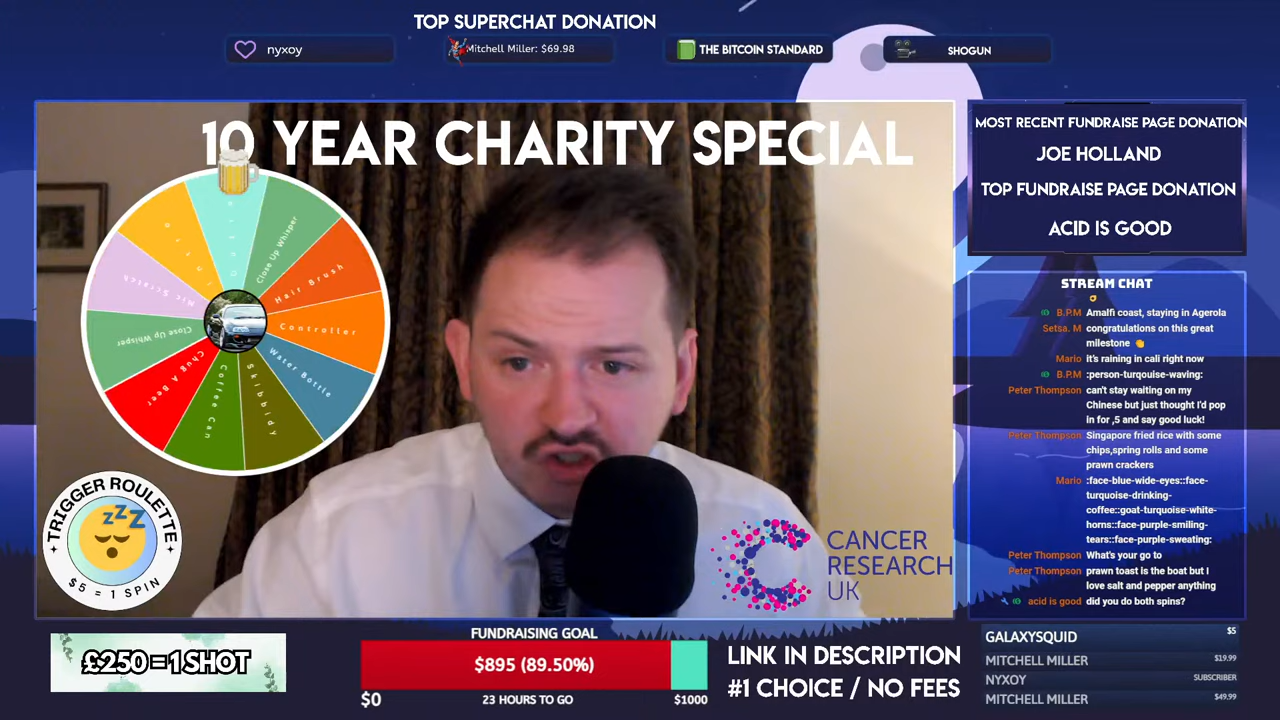 TOP SUPERCHAT DONATION
nyxoy
Mitchell Miller: $69.98
THE BITCOIN STANDARD
SHOGUN
10 YEAR CHARITY SPECIAL
Close Up Whisper
Hair Brush
Controller
Water Bottle
Skibbidy
Coffee Can
Chug A Beer
Close Up Whisper
Mic Scratch
TRIGGER ROULETTE
zzZ
$5 = 1 SPIN
CANCER
RESEARCH
UK
MOST RECENT FUNDRAISE PAGE DONATION
JOE HOLLAND
TOP FUNDRAISE PAGE DONATION
ACID IS GOOD
STREAM CHAT
B.P.M Amalfi coast, staying in Agerola
Setsa. M congratulations on this great
milestone 👏
Mario it's raining in cali right now
B.P.M :person-turqouise-waving:
Peter Thompson can't stay waiting on my
Chinese but just thought I'd pop
in for ,5 and say good luck!
Peter Thompson Singapore fried rice with some
chips,spring rolls and some
prawn crackers
Mario :face-blue-wide-eyes::face-
turquoise-drinking-
coffee::goat-turquoise-white-
horns::face-purple-smiling-
tears::face-purple-sweating:
Peter Thompson What's your go to
Peter Thompson prawn toast is the boat but I
love salt and pepper anything
acid is good did you do both spins?
£250 = 1 SHOT
FUNDRAISING GOAL
$895 (89.50%)
$0 23 HOURS TO GO $1000
LINK IN DESCRIPTION
#1 CHOICE / NO FEES
GALAXYSQUID $5
MITCHELL MILLER $19.99
NYXOY SUBSCRIBER
MITCHELL MILLER $49.99